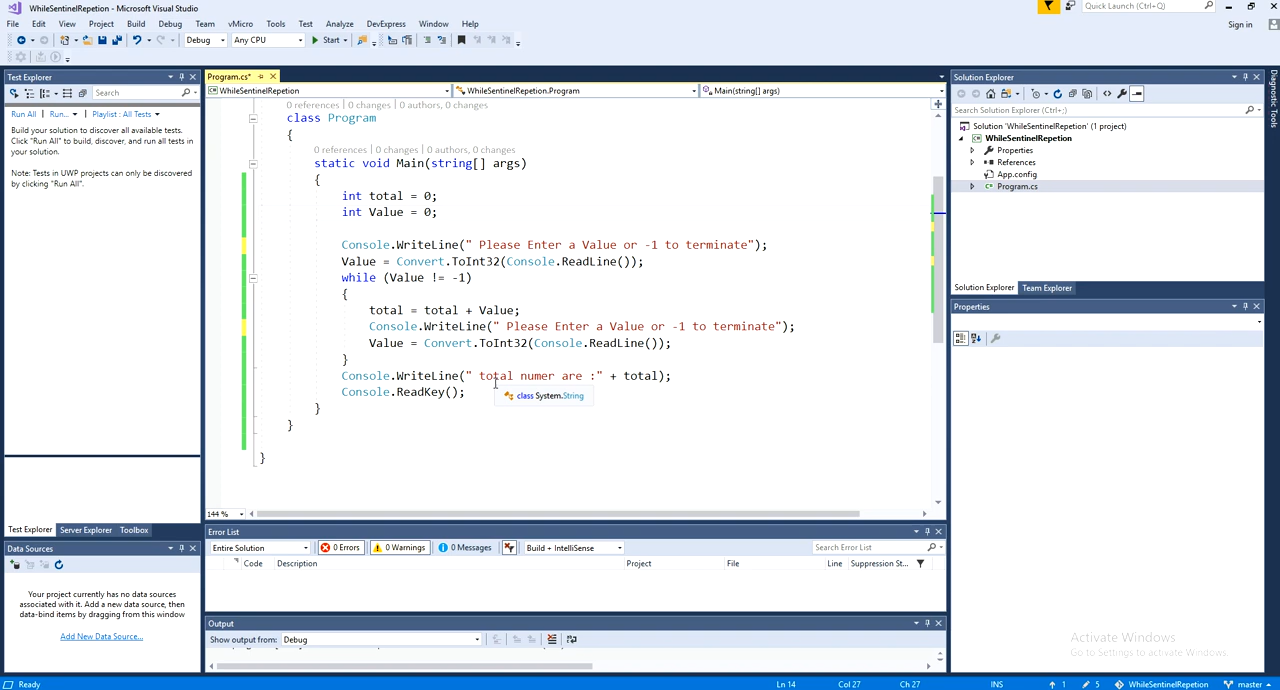 WhileSentinelRepetion - Microsoft Visual Studio
Quick Launch (Ctrl+Q)
File Edit View Project Build Debug Team vMicro Tools Test Analyze DevExpress Window Help
Sign in
Debug Any CPU Start
Test Explorer
Search
Run All Run... Playlist : All Tests
Build your solution to discover all available tests.
Click "Run All" to build, discover, and run all tests in
your solution.
Note: Tests in UWP projects can only be discovered
by clicking "Run All".
Test Explorer Server Explorer Toolbox
Data Sources
Your project currently has no data sources
associated with it. Add a new data source, then
data-bind items by dragging from this window
Add New Data Source...
Program.cs*
WhileSentinelRepetion WhileSentinelRepetion.Program Main(string[] args)
0 references | 0 changes | 0 authors, 0 changes
class Program
{
0 references | 0 changes | 0 authors, 0 changes
static void Main(string[] args)
{
int total = 0;
int Value = 0;
Console.WriteLine(" Please Enter a Value or -1 to terminate");
Value = Convert.ToInt32(Console.ReadLine());
while (Value != -1)
{
total = total + Value;
Console.WriteLine(" Please Enter a Value or -1 to terminate");
Value = Convert.ToInt32(Console.ReadLine());
}
Console.WriteLine(" total numer are :" + total);
Console.ReadKey();
class System.String
}
}
}
144 %
Error List
Entire Solution 0 Errors 0 Warnings 0 Messages Build + IntelliSense Search Error List
Code Description Project File Line Suppression St...
Output
Show output from: Debug
Solution Explorer
Search Solution Explorer (Ctrl+;)
Solution 'WhileSentinelRepetion' (1 project)
WhileSentinelRepetion
Properties
References
App.config
Program.cs
Solution Explorer Team Explorer
Properties
Diagnostic Tools
Activate Windows
Go to Settings to activate Windows.
Ready Ln 14 Col 27 Ch 27 INS 1 5 WhileSentinelRepetion master